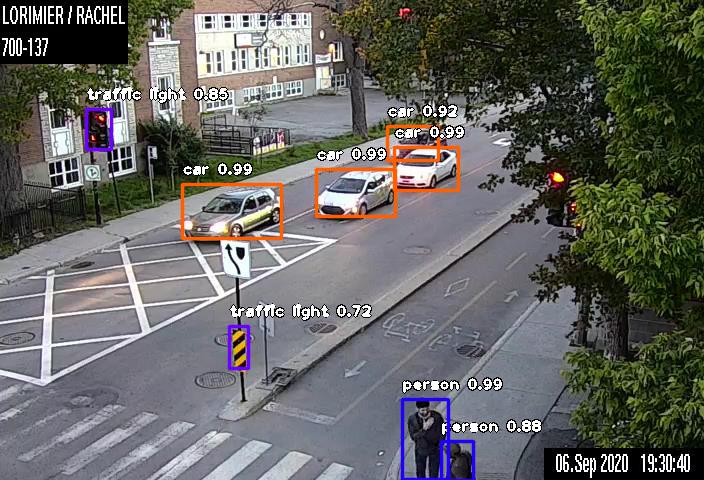 LORIMIER / RACHEL
700-137
traffic light 0.85
car 0.92
car 0.99
car 0.99
car 0.99
traffic light 0.72
person 0.99
person 0.88
06.Sep 2020 19:30:40